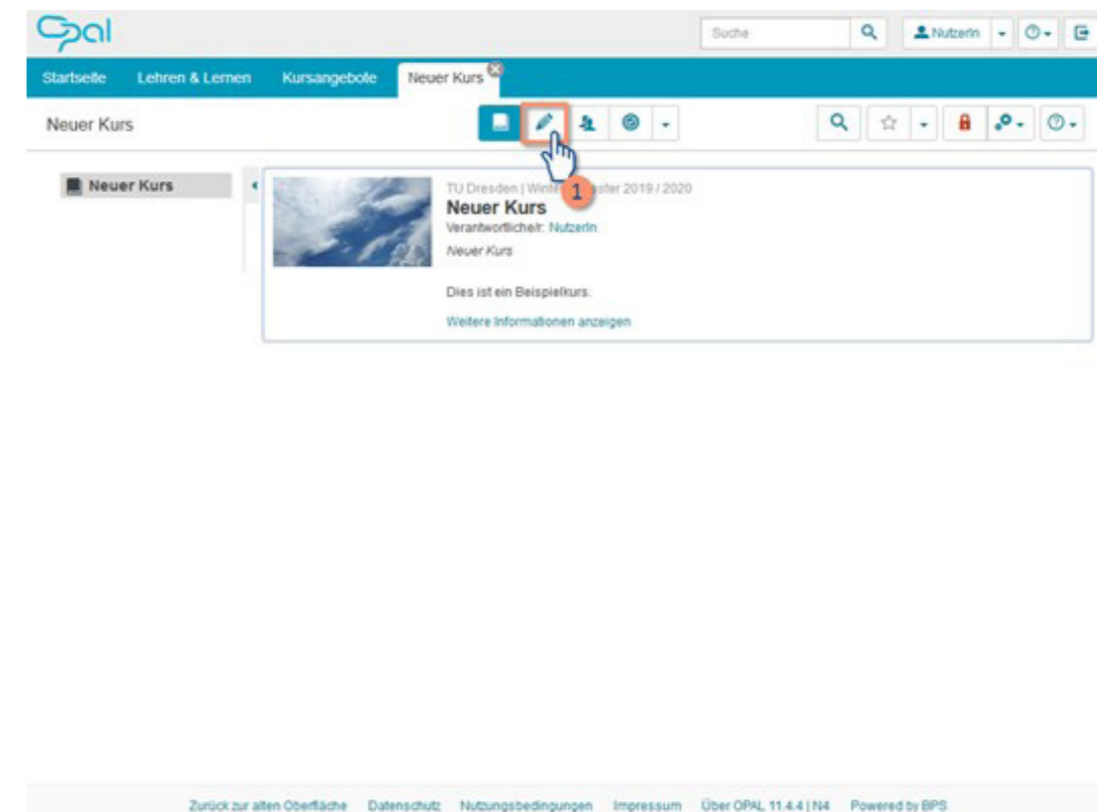 Opal
Suche
NutzerIn
Startseite Lehren & Lernen Kursangebote Neuer Kurs
Neuer Kurs
Neuer Kurs
TU Dresden | ster 2019 / 2020
1
Neuer Kurs
Verantwortliche/r: NutzerIn
Neuer Kurs
Dies ist ein Beispielkurs.
Weitere Informationen anzeigen
Zurück zur alten Oberfläche Datenschutz Nutzungsbedingungen Impressum Über OPAL 11.4.4 | N4 Powered by BPS